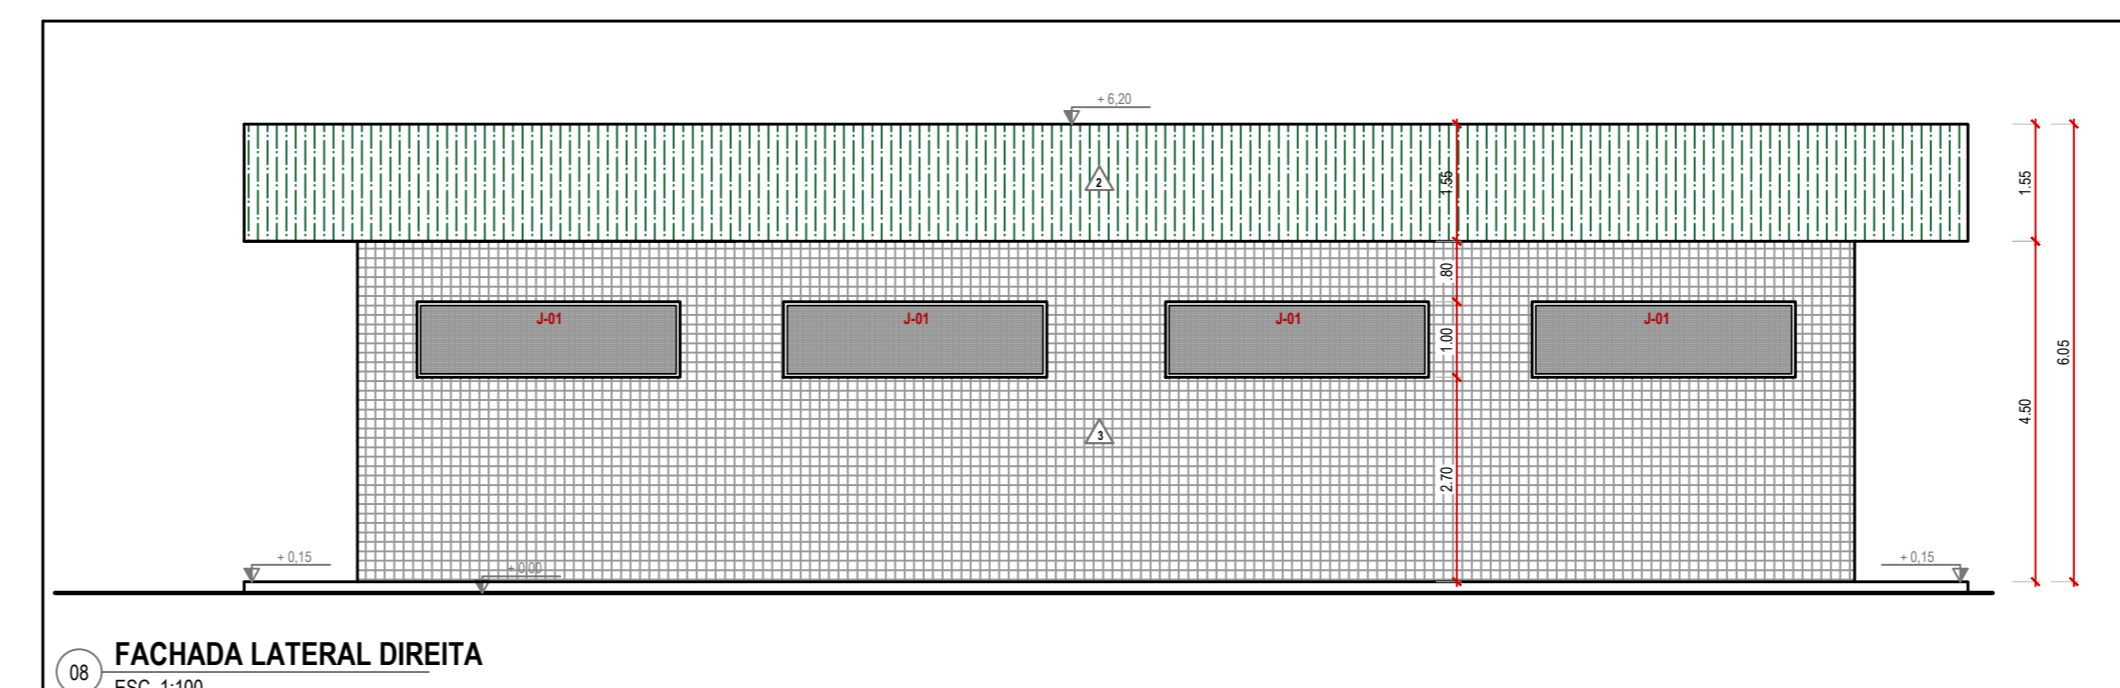 + 6,20
2
1.55
1.55
.80
J-01
J-01
J-01
J-01
1.00
6.05
4.50
3
2.70
+ 0,15
+ 0,00
+ 0,15
FACHADA LATERAL DIREITA
08
ESC. 1:100